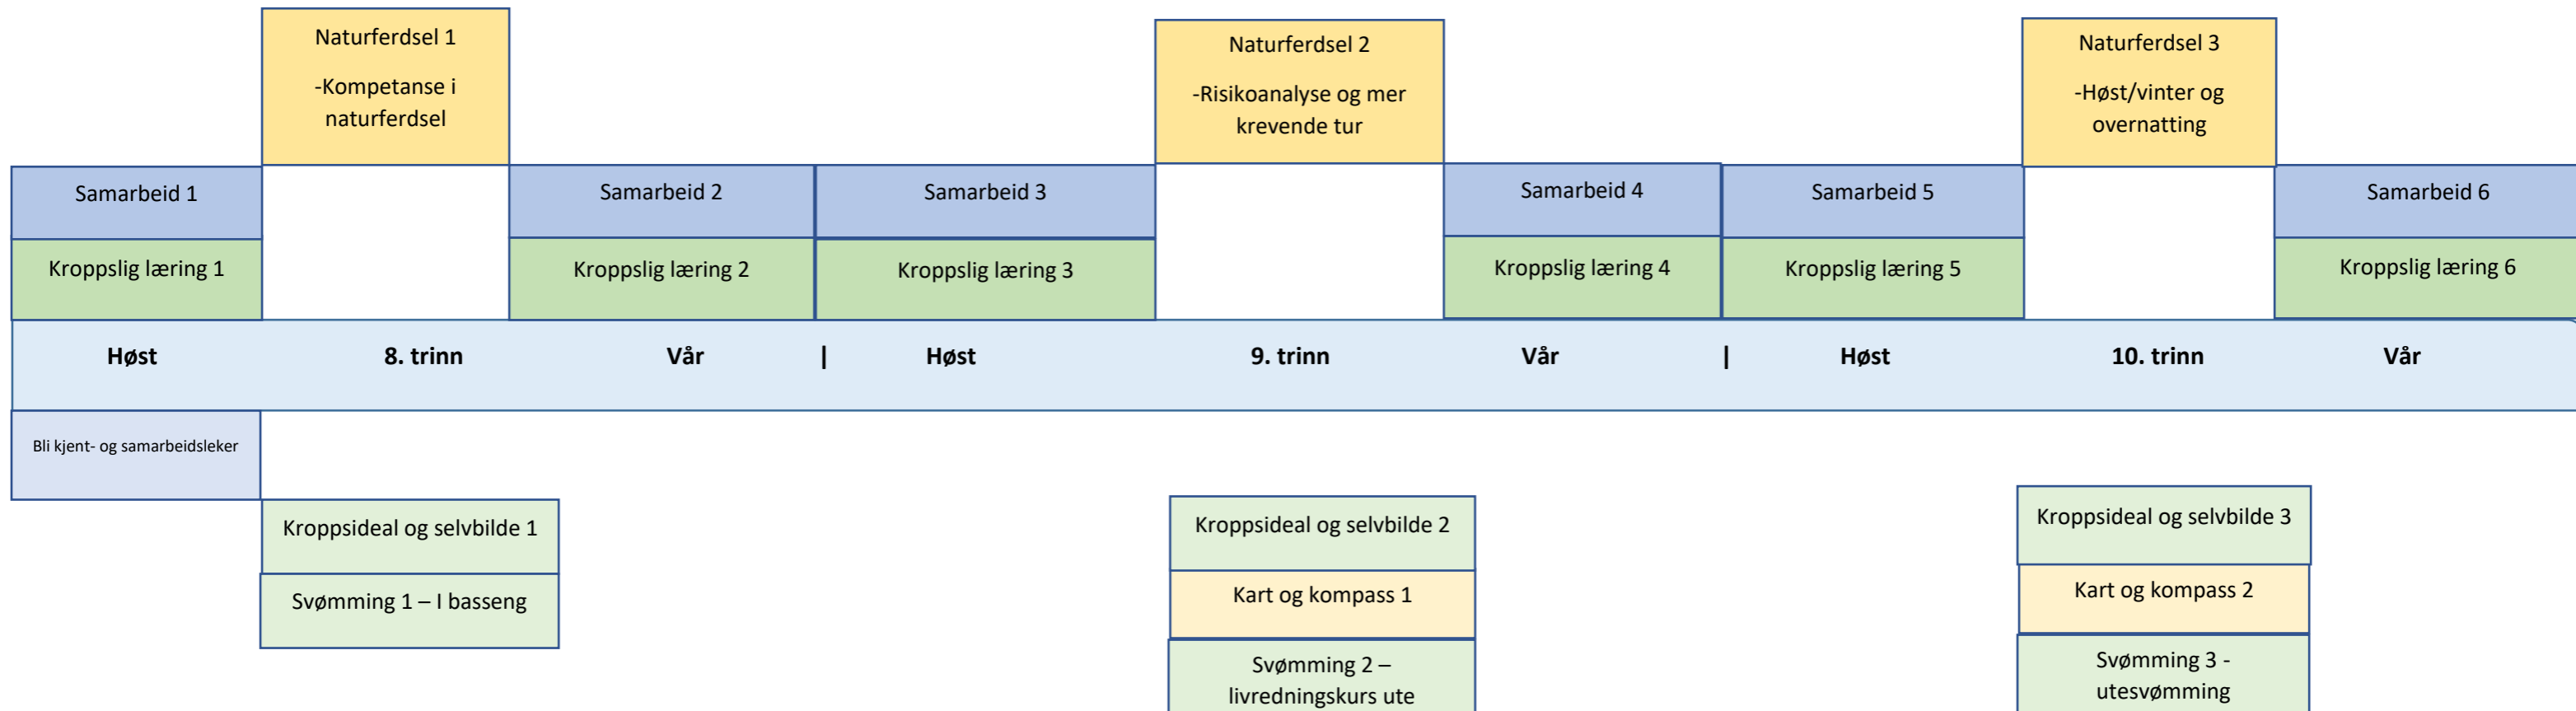 Naturferdsel 1
-Kompetanse i
naturferdsel
Naturferdsel 2
-Risikoanalyse og mer
krevende tur
Naturferdsel 3
-Høst/vinter og
overnatting
Samarbeid 1
Samarbeid 2
Samarbeid 3
Samarbeid 4
Samarbeid 5
Samarbeid 6
Kroppslig læring 1
Kroppslig læring 2
Kroppslig læring 3
Kroppslig læring 4
Kroppslig læring 5
Kroppslig læring 6
Høst 8. trinn Vår | Høst 9. trinn Vår | Høst 10. trinn Vår
Bli kjent- og samarbeidsleker
Kroppsideal og selvbilde 1
Svømming 1 – I basseng
Kroppsideal og selvbilde 2
Kart og kompass 1
Svømming 2 –
livredningskurs ute
Kroppsideal og selvbilde 3
Kart og kompass 2
Svømming 3 -
utesvømming